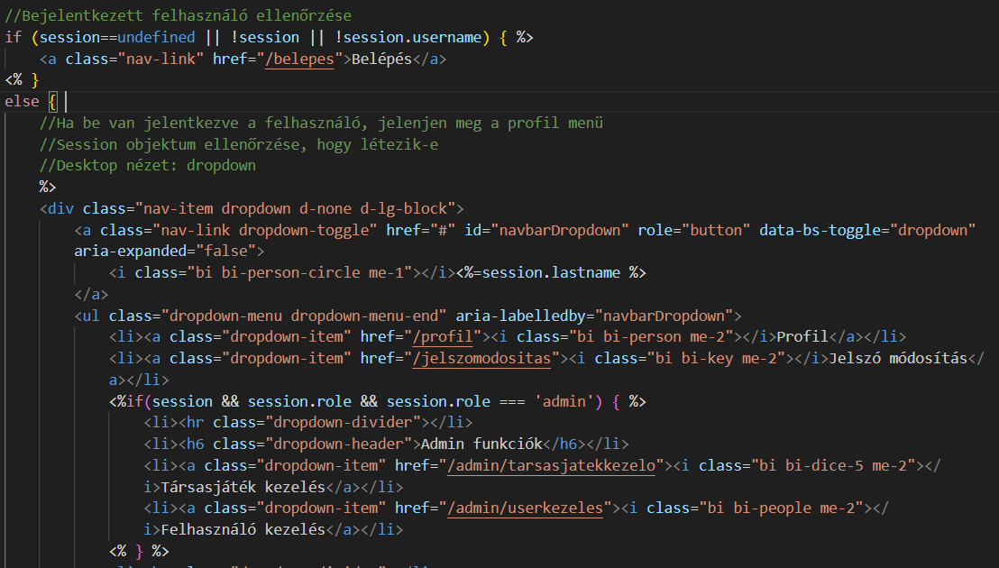 //Bejelentkezett felhasználó ellenőrzése
if (session==undefined || !session || !session.username) { %>
    <a class="nav-link" href="/belepes">Belépés</a>
<% }
else {
    //Ha be van jelentkezve a felhasználó, jelenjen meg a profil menü
    //Session objektum ellenőrzése, hogy létezik-e
    //Desktop nézet: dropdown
    %>
    <div class="nav-item dropdown d-none d-lg-block">
        <a class="nav-link dropdown-toggle" href="#" id="navbarDropdown" role="button" data-bs-toggle="dropdown"
        aria-expanded="false">
            <i class="bi bi-person-circle me-1"></i><%=session.lastname %>
        </a>
        <ul class="dropdown-menu dropdown-menu-end" aria-labelledby="navbarDropdown">
            <li><a class="dropdown-item" href="/profil"><i class="bi bi-person me-2"></i>Profil</a></li>
            <li><a class="dropdown-item" href="/jelszomodositas"><i class="bi bi-key me-2"></i>Jelszó módosítás</
            a></li>
            <%if(session && session.role && session.role === 'admin') { %>
                <li><hr class="dropdown-divider"></li>
                <li><h6 class="dropdown-header">Admin funkciók</h6></li>
                <li><a class="dropdown-item" href="/admin/tarsasjatekkezelo"><i class="bi bi-dice-5 me-2"></
                i>Társasjáték kezelés</a></li>
                <li><a class="dropdown-item" href="/admin/userkezeles"><i class="bi bi-people me-2"></
                i>Felhasználó kezelés</a></li>
            <% } %>